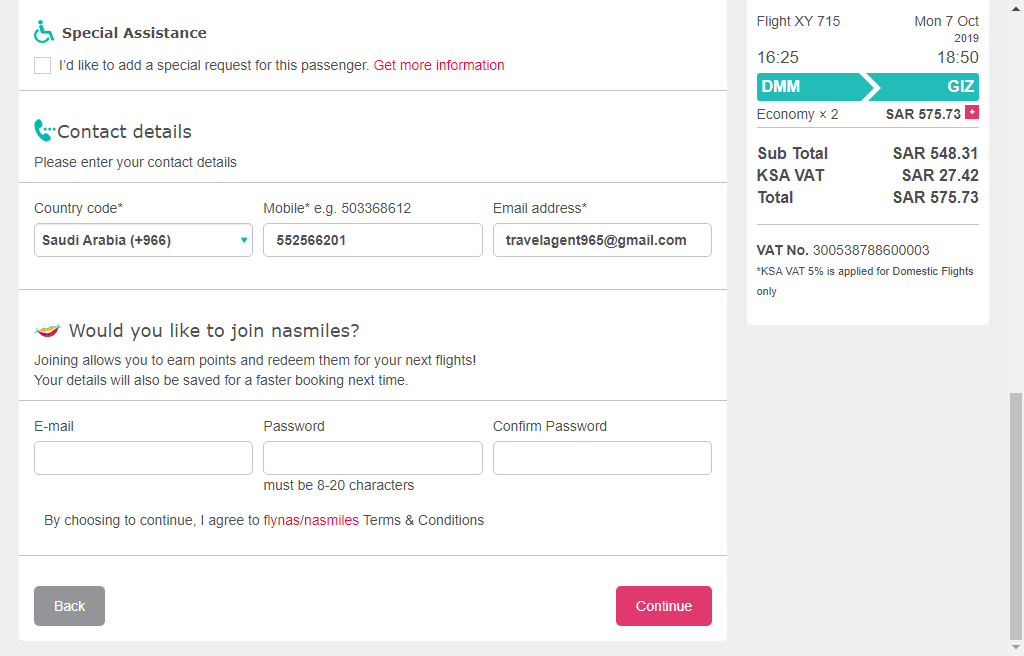 Special Assistance
I'd like to add a special request for this passenger. Get more information
Contact details
Please enter your contact details
Country code*
Mobile* e.g. 503368612
Email address*
Saudi Arabia (+966)
552566201
travelagent965@gmail.com
Would you like to join nasmiles?
Joining allows you to earn points and redeem them for your next flights!
Your details will also be saved for a faster booking next time.
E-mail
Password
Confirm Password
must be 8-20 characters
By choosing to continue, I agree to flynas/nasmiles Terms & Conditions
Back
Continue
Flight XY 715
Mon 7 Oct
2019
16:25
18:50
DMM
GIZ
Economy × 2
SAR 575.73 +
Sub Total
SAR 548.31
KSA VAT
SAR 27.42
Total
SAR 575.73
VAT No. 300538788600003
*KSA VAT 5% is applied for Domestic Flights
only